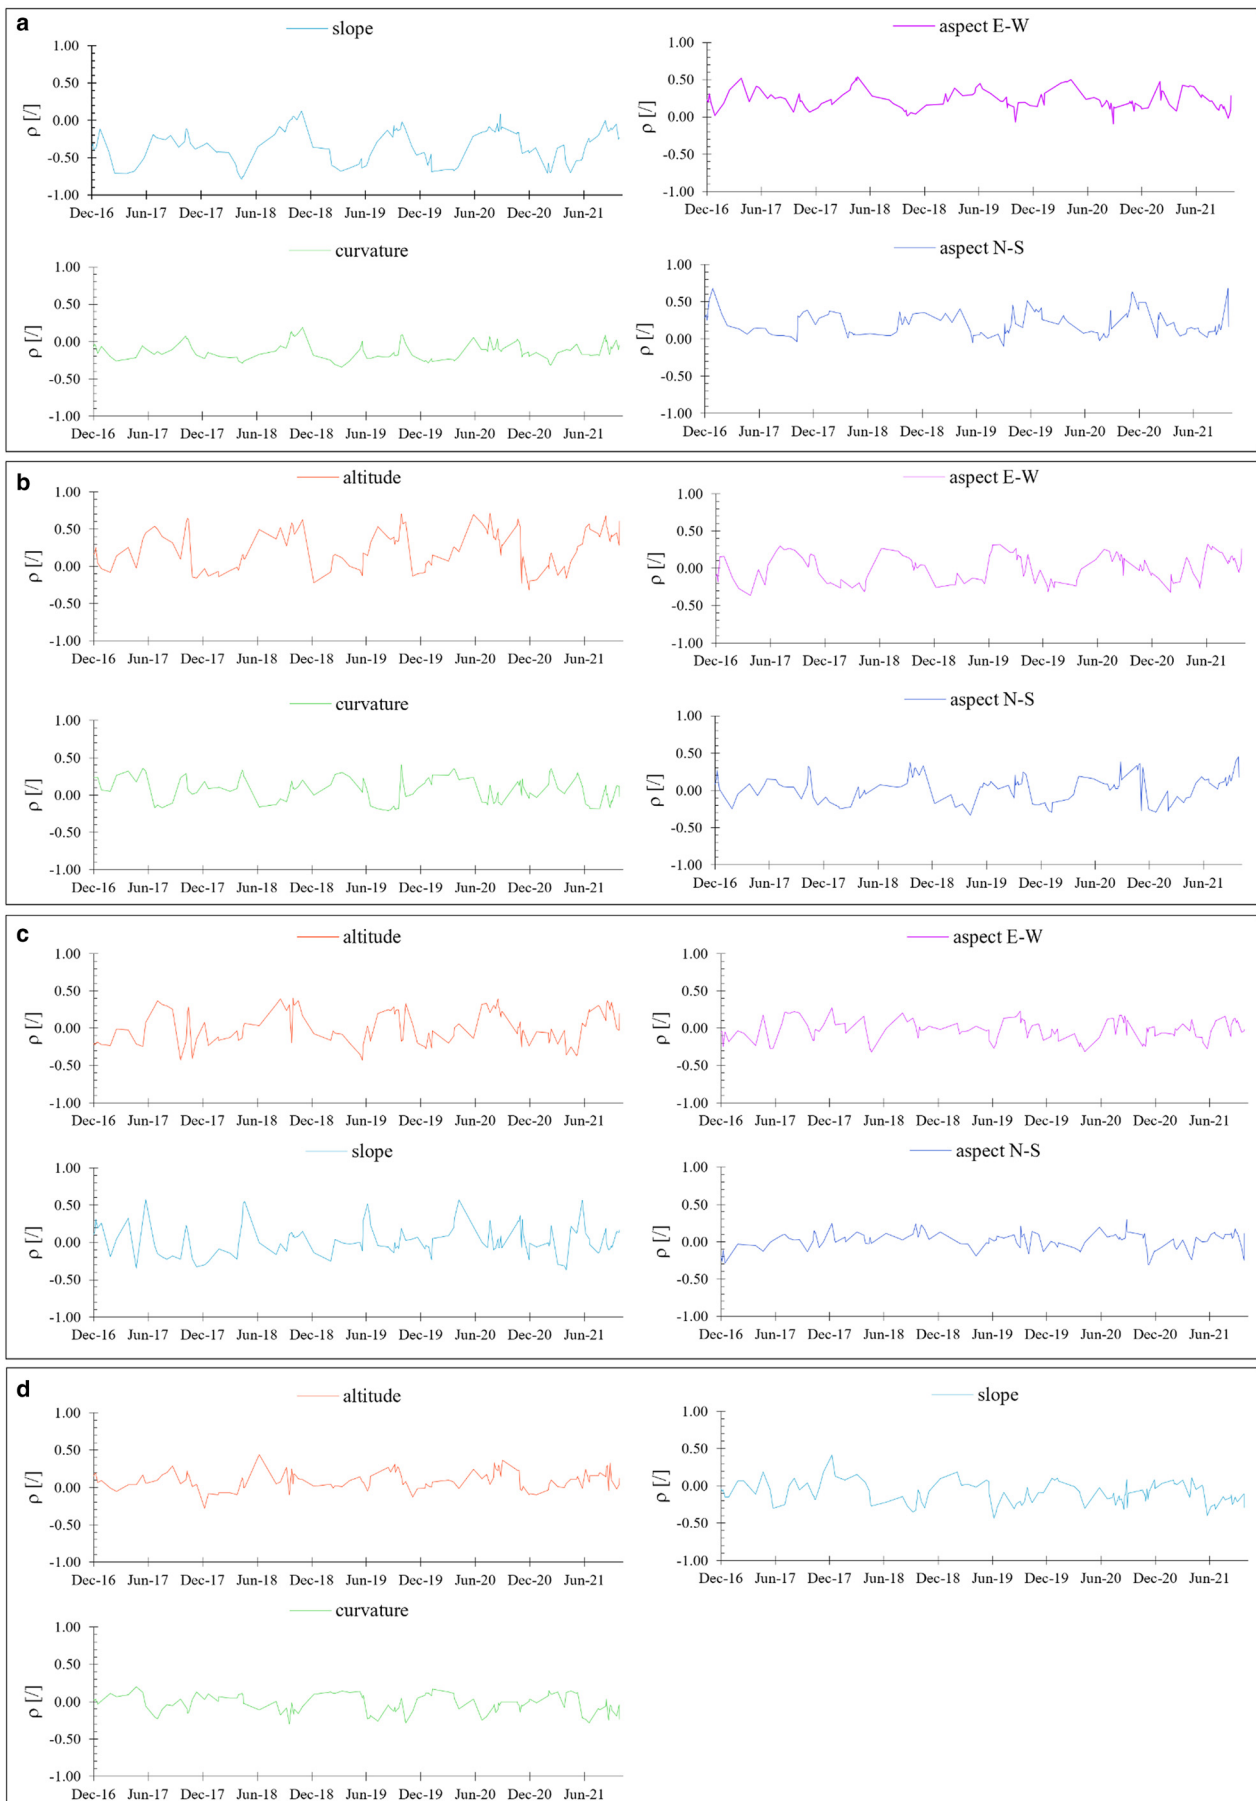 a
slope
1.00
0.50
0.00
-0.50
-1.00
ρ [/]
Dec-16 Jun-17 Dec-17 Jun-18 Dec-18 Jun-19 Dec-19 Jun-20 Dec-20 Jun-21
aspect E-W
1.00
0.50
0.00
-0.50
-1.00
ρ [/]
Dec-16 Jun-17 Dec-17 Jun-18 Dec-18 Jun-19 Dec-19 Jun-20 Dec-20 Jun-21
curvature
1.00
0.50
0.00
-0.50
-1.00
ρ [/]
Dec-16 Jun-17 Dec-17 Jun-18 Dec-18 Jun-19 Dec-19 Jun-20 Dec-20 Jun-21
aspect N-S
1.00
0.50
0.00
-0.50
-1.00
ρ [/]
Dec-16 Jun-17 Dec-17 Jun-18 Dec-18 Jun-19 Dec-19 Jun-20 Dec-20 Jun-21
b
altitude
1.00
0.50
0.00
-0.50
-1.00
ρ [/]
Dec-16 Jun-17 Dec-17 Jun-18 Dec-18 Jun-19 Dec-19 Jun-20 Dec-20 Jun-21
aspect E-W
1.00
0.50
0.00
-0.50
-1.00
ρ [/]
Dec-16 Jun-17 Dec-17 Jun-18 Dec-18 Jun-19 Dec-19 Jun-20 Dec-20 Jun-21
curvature
1.00
0.50
0.00
-0.50
-1.00
ρ [/]
Dec-16 Jun-17 Dec-17 Jun-18 Dec-18 Jun-19 Dec-19 Jun-20 Dec-20 Jun-21
aspect N-S
1.00
0.50
0.00
-0.50
-1.00
ρ [/]
Dec-16 Jun-17 Dec-17 Jun-18 Dec-18 Jun-19 Dec-19 Jun-20 Dec-20 Jun-21
c
altitude
1.00
0.50
0.00
-0.50
-1.00
ρ [/]
Dec-16 Jun-17 Dec-17 Jun-18 Dec-18 Jun-19 Dec-19 Jun-20 Dec-20 Jun-21
aspect E-W
1.00
0.50
0.00
-0.50
-1.00
ρ [/]
Dec-16 Jun-17 Dec-17 Jun-18 Dec-18 Jun-19 Dec-19 Jun-20 Dec-20 Jun-21
slope
1.00
0.50
0.00
-0.50
-1.00
ρ [/]
Dec-16 Jun-17 Dec-17 Jun-18 Dec-18 Jun-19 Dec-19 Jun-20 Dec-20 Jun-21
aspect N-S
1.00
0.50
0.00
-0.50
-1.00
ρ [/]
Dec-16 Jun-17 Dec-17 Jun-18 Dec-18 Jun-19 Dec-19 Jun-20 Dec-20 Jun-21
d
altitude
1.00
0.50
0.00
-0.50
-1.00
ρ [/]
Dec-16 Jun-17 Dec-17 Jun-18 Dec-18 Jun-19 Dec-19 Jun-20 Dec-20 Jun-21
slope
1.00
0.50
0.00
-0.50
-1.00
ρ [/]
Dec-16 Jun-17 Dec-17 Jun-18 Dec-18 Jun-19 Dec-19 Jun-20 Dec-20 Jun-21
curvature
1.00
0.50
0.00
-0.50
-1.00
ρ [/]
Dec-16 Jun-17 Dec-17 Jun-18 Dec-18 Jun-19 Dec-19 Jun-20 Dec-20 Jun-21